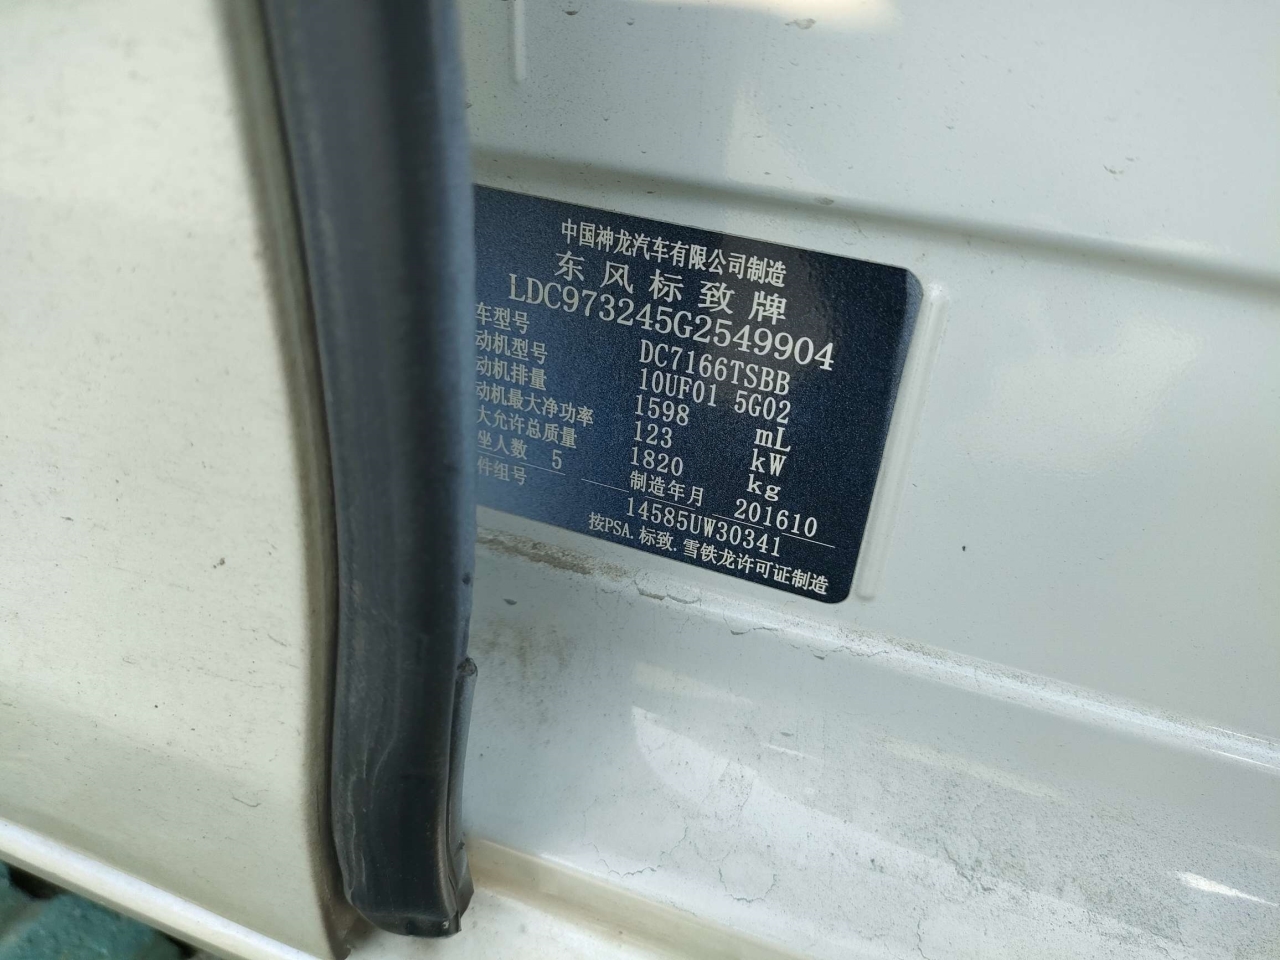 中国神龙汽车有限公司制造
东风标致牌
LDC973245G2549904
车型号 DC7166TSBB
动机型号 10UF01 5G02
动机排量 1598 mL
动机最大净功率 123 kW
大允许总质量 1820 kg
坐人数 5 制造年月 201610
件组号 14585UW30341
按PSA.标致.雪铁龙许可证制造